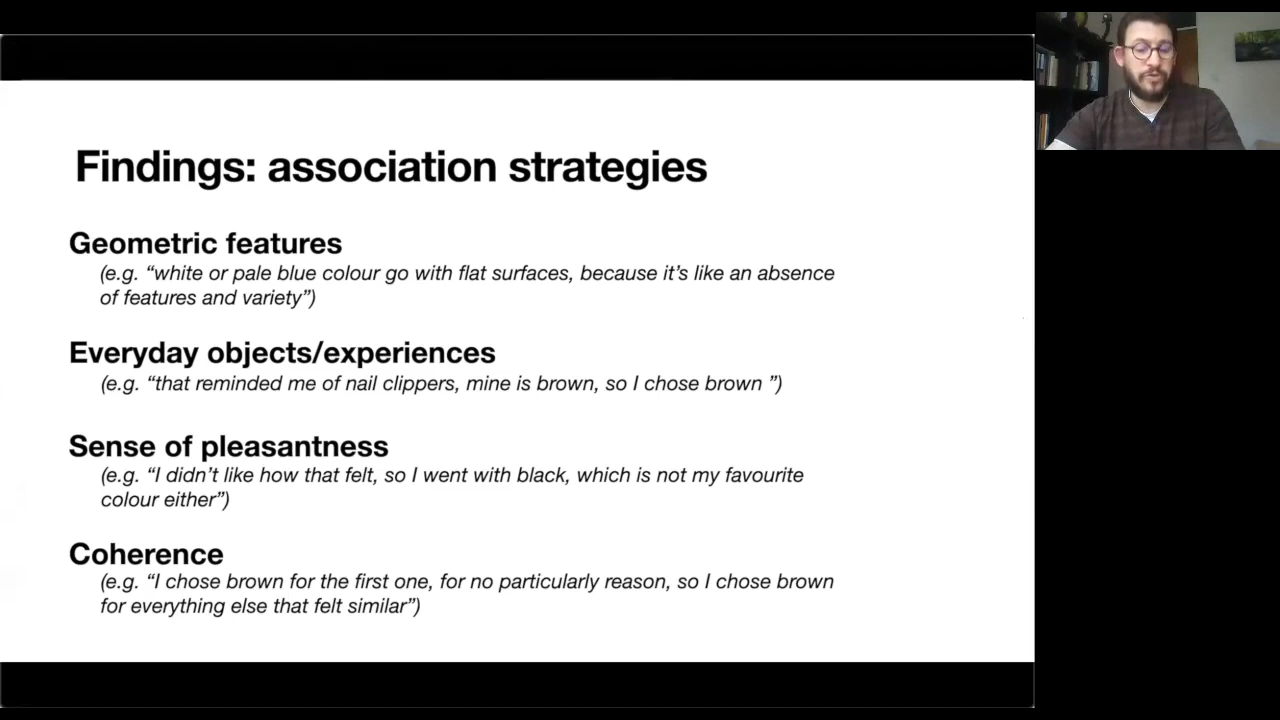 Findings: association strategies
Geometric features
(e.g. “white or pale blue colour go with flat surfaces, because it’s like an absence
of features and variety”)
Everyday objects/experiences
(e.g. “that reminded me of nail clippers, mine is brown, so I chose brown ”)
Sense of pleasantness
(e.g. “I didn’t like how that felt, so I went with black, which is not my favourite
colour either”)
Coherence
(e.g. “I chose brown for the first one, for no particularly reason, so I chose brown
for everything else that felt similar”)